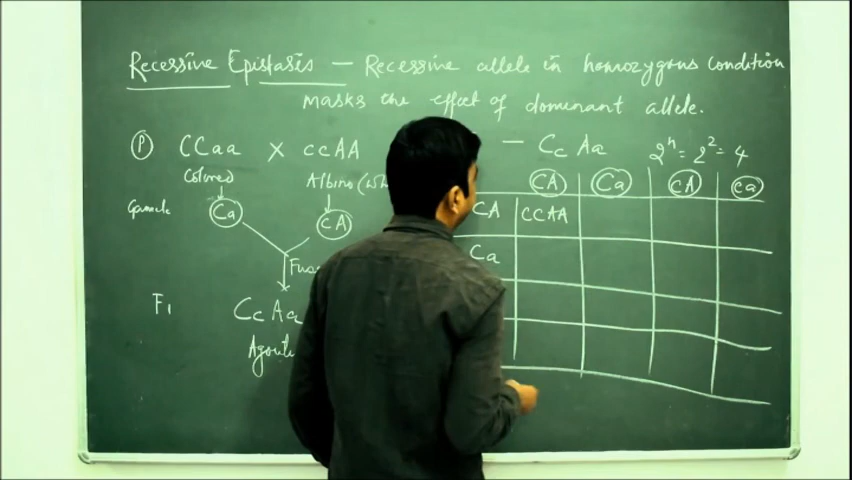 Recessive Epistasis — Recessive allele in homozygous condition
masks the effect of dominant allele.
P CCaa × ccAA — CcAa 2^n = 2^2 = 4
Colored Albino
CA Ca cA ca
Gamete Ca cA CA CCAA
Ca
F1 CcAa
Agouti